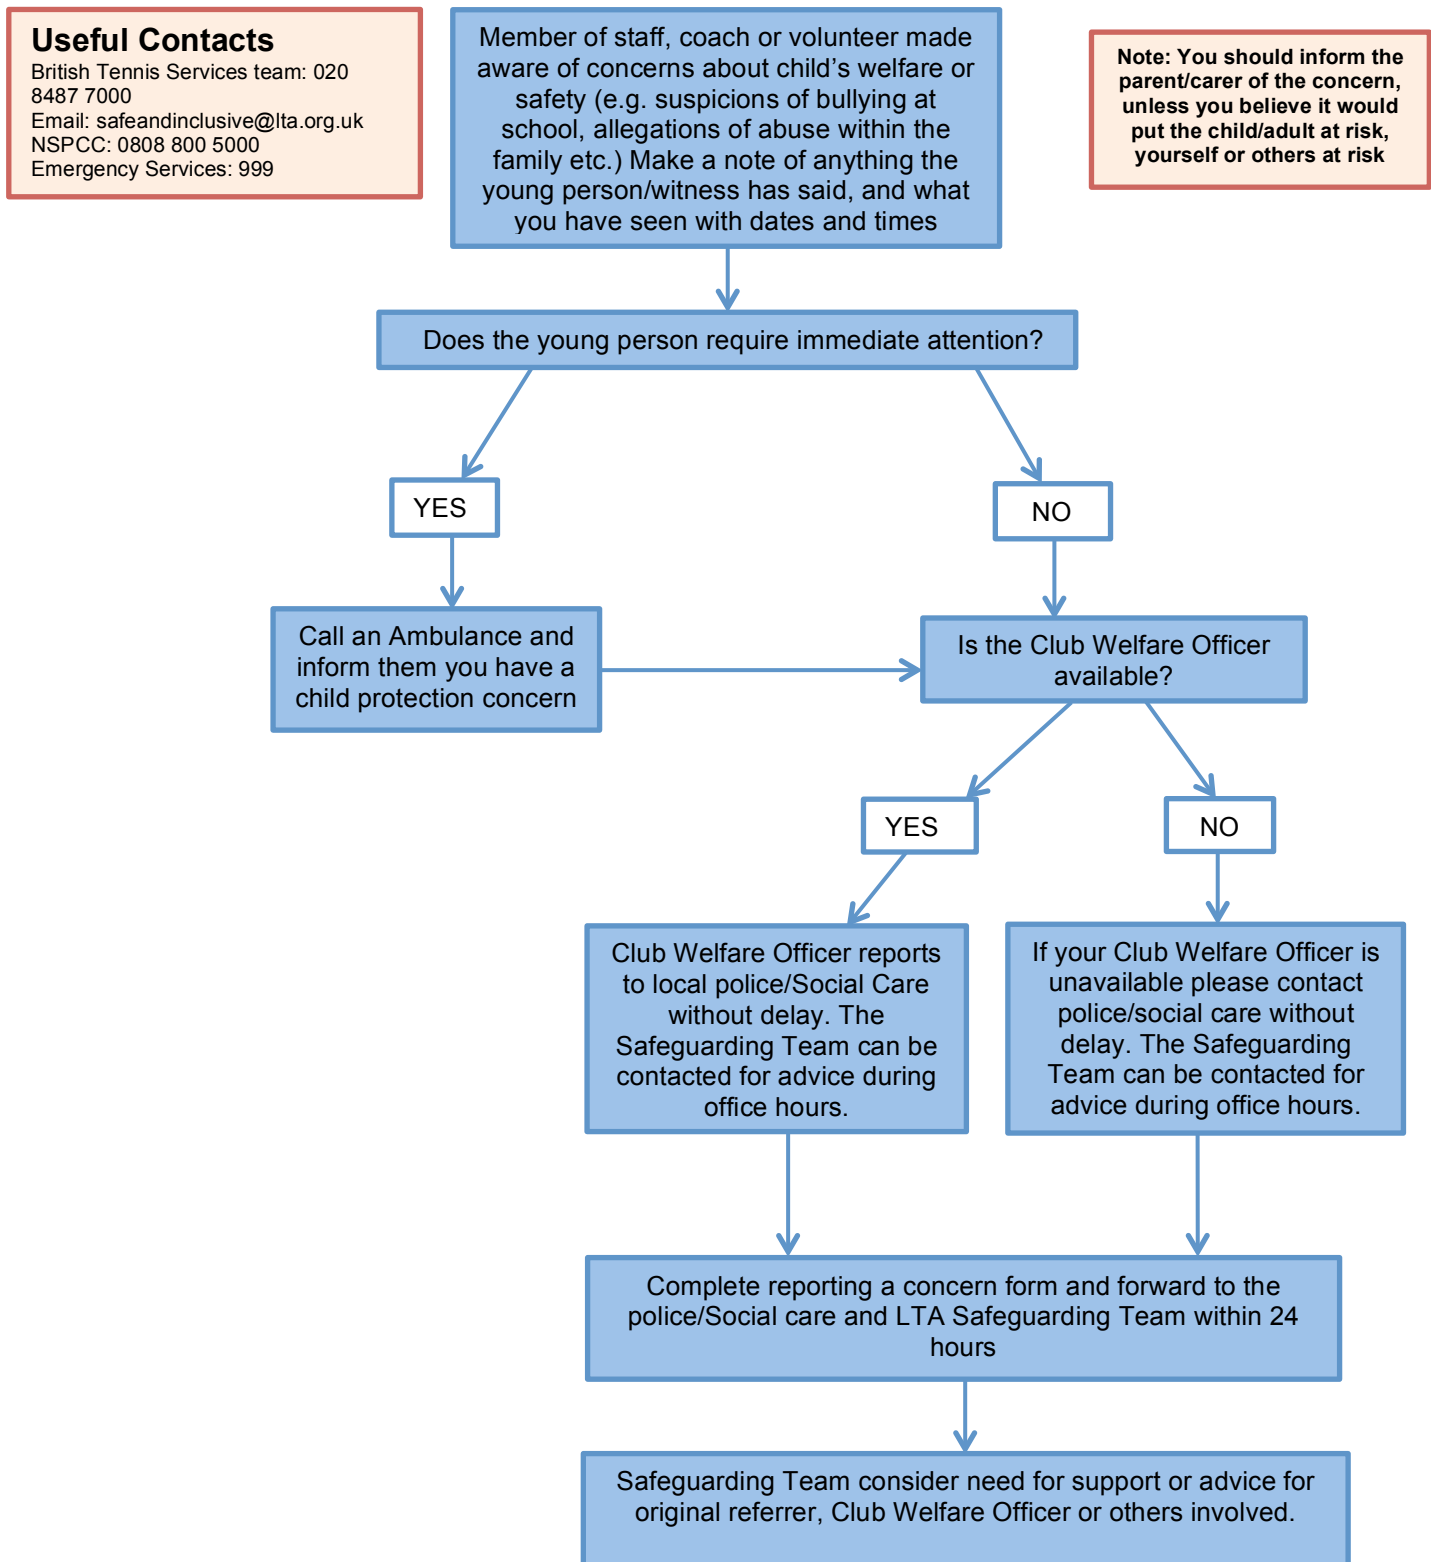 Useful Contacts
British Tennis Services team: 020
8487 7000
Email: safeandinclusive@lta.org.uk
NSPCC: 0808 800 5000
Emergency Services: 999
Member of staff, coach or volunteer made
aware of concerns about child's welfare or
safety (e.g. suspicions of bullying at
school, allegations of abuse within the
family etc.) Make a note of anything the
young person/witness has said, and what
you have seen with dates and times
Note: You should inform the
parent/carer of the concern,
unless you believe it would
put the child/adult at risk,
yourself or others at risk
Does the young person require immediate attention?
YES
NO
Call an Ambulance and
inform them you have a
child protection concern
Is the Club Welfare Officer
available?
YES
NO
Club Welfare Officer reports
to local police/Social Care
without delay. The
Safeguarding Team can be
contacted for advice during
office hours.
If your Club Welfare Officer is
unavailable please contact
police/social care without
delay. The Safeguarding
Team can be contacted for
advice during office hours.
Complete reporting a concern form and forward to the
police/Social care and LTA Safeguarding Team within 24
hours
Safeguarding Team consider need for support or advice for
original referrer, Club Welfare Officer or others involved.